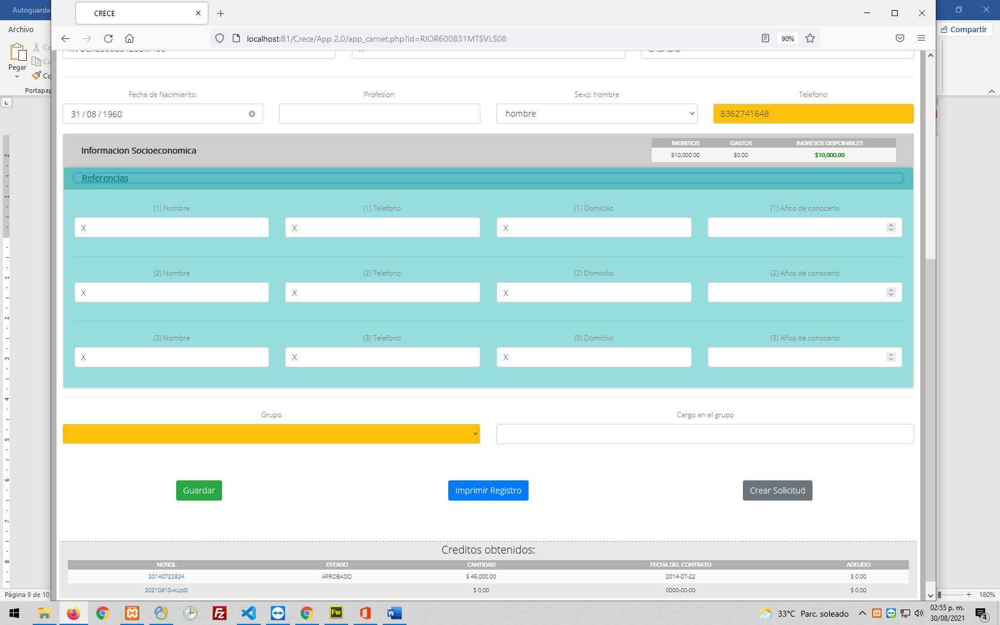 Autoguarda
CRECE
Archivo
Compartir
localhost:81/Crece/App 2.0/app_carnet.php?id=RIOR600831MTSVLS08
90%
Co
Co
Pegar
Co
Portapap
CASADO
Fecha de Nacimiento:
Profesion:
Sexo: hombre
Telefono:
31 / 08 / 1960
hombre
8362741648
Informacion Socioeconomica
INGRESOS GASTOS INGRESOS DISPOINIBLES
$10,000.00 $0.00 $10,000.00
Referencias
(1) Nombre (1) Telefono: (1) Domicilio (1) Años de conocerlo
X X X
(2) Nombre (2) Telefono: (2) Domicilio (2) Años de conocerlo
X X X
(3) Nombre (3) Telefono: (3) Domicilio (3) Años de conocerlo
X X X
Grupo Cargo en el grupo
Guardar Imprimir Registro Crear Solicitud
Creditos obtenidos:
NOSOL ESTADO CANTIDAD FECHA DEL CONTRATO ADEUDO
20140722824 APROBADO $ 45,000.00 2014-07-22 $ 0.00
20210810-AUpG $ 0.00 0000-00-00 $ 0.00
Página 9 de 10
180%
33°C Parc. soleado
02:55 p. m.
30/08/2021
4